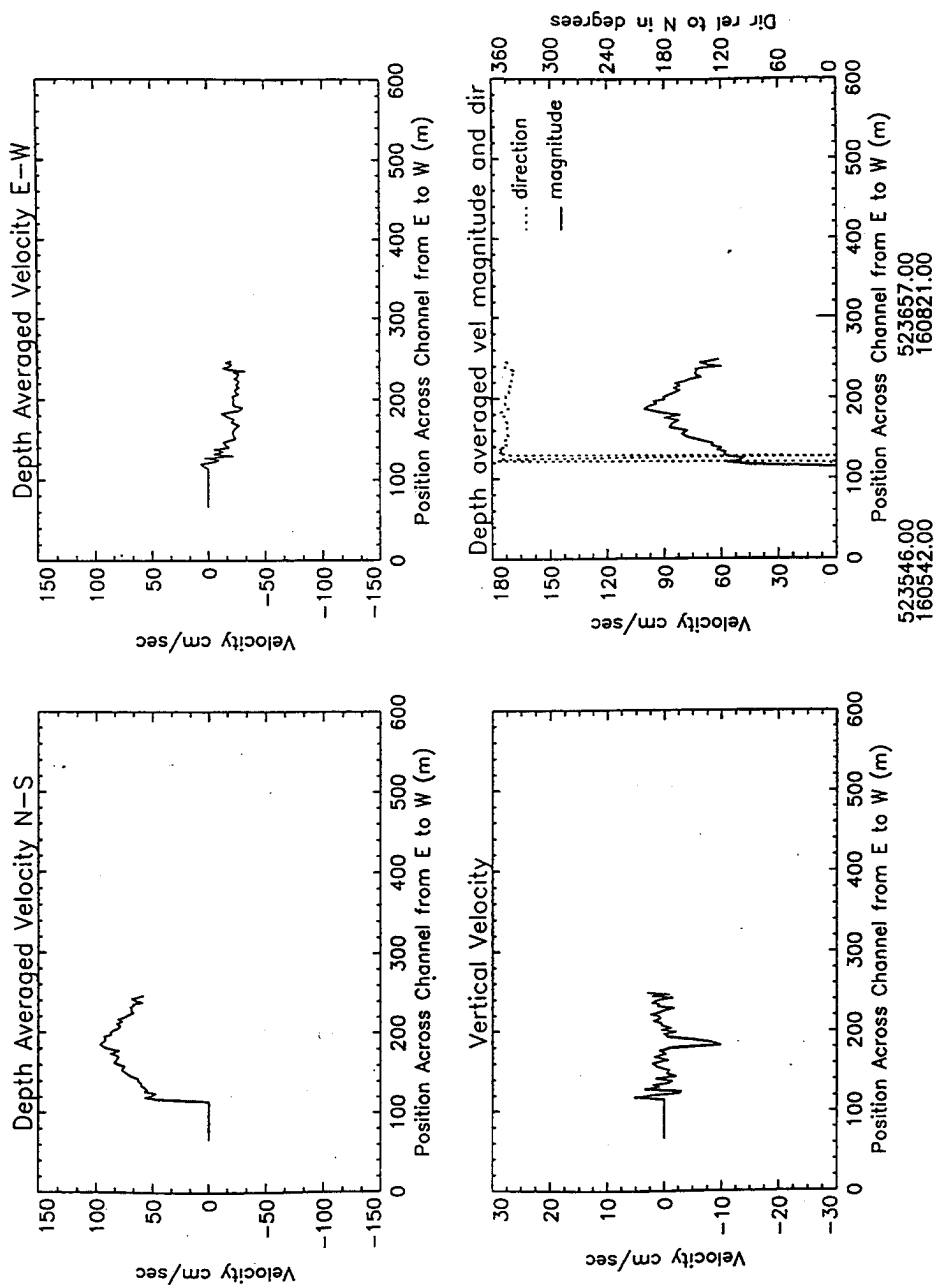 Depth Averaged Velocity N-S
Velocity cm/sec
150
100
50
0
-50
-100
-150
0 100 200 300 400 500 600
Position Across Channel from E to W (m)
Depth Averaged Velocity E-W
Velocity cm/sec
150
100
50
0
-50
-100
-150
0 100 200 300 400 500 600
Position Across Channel from E to W (m)
Vertical Velocity
Velocity cm/sec
30
20
10
0
-10
-20
-30
0 100 200 300 400 500 600
Position Across Channel from E to W (m)
Depth averaged vel magnitude and dir
Velocity cm/sec
180
150
120
90
60
30
0
direction
magnitude
360
300
240
180
120
60
0
Dir rel to N in degrees
0 100 200 300 400 500 600
Position Across Channel from E to W (m)
523546.00 523657.00
160542.00 160821.00